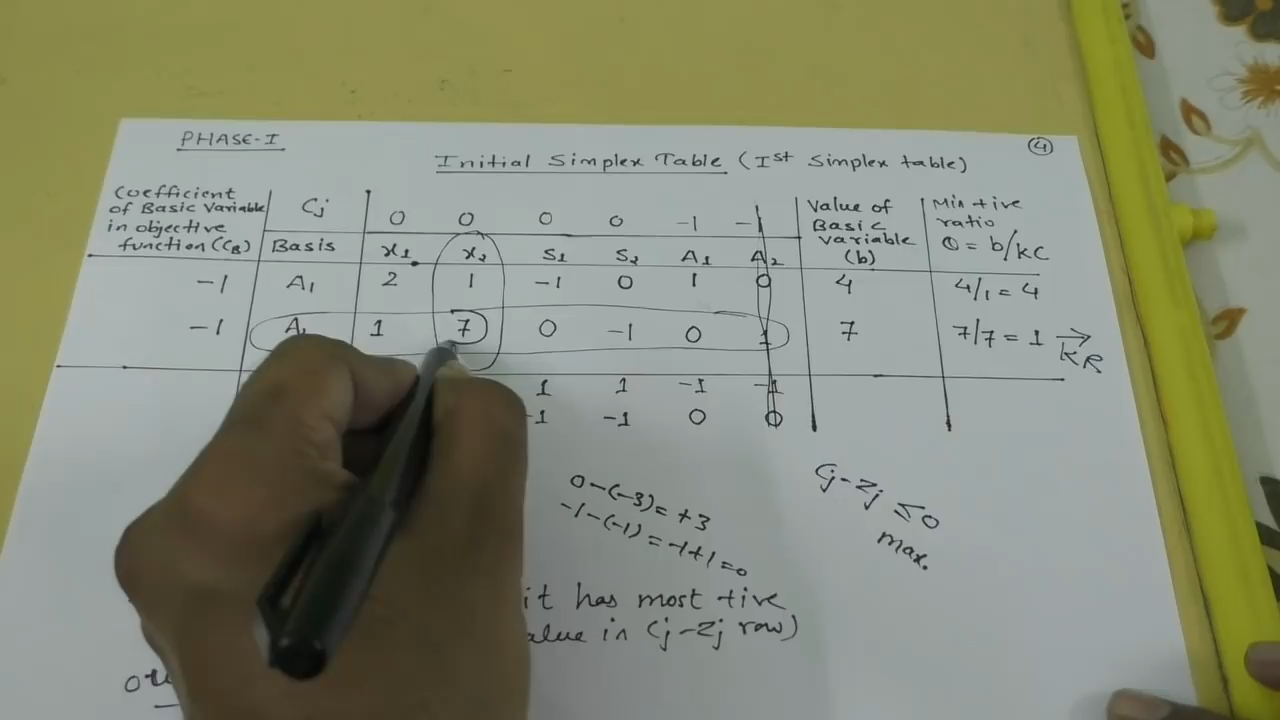 PHASE-I
4
Initial Simplex Table (Ist Simplex table)
Coefficient of Basic Variable in objective function (CB) Cj 0 0 0 0 -1 -1 Value of Basic Variable (b) Min +ive ratio θ = b/KC
Basis x1 x2 S1 S2 A1 A2
-1 A1 2 1 -1 0 1 0 4 4/1 = 4
-1 1 7 0 -1 0 1 7 7/7 = 1 → KR
1 1 -1 -1
-1 -1 0 0
0-(-3) = +3
-1-(-1) = -1+1 = 0
Cj-Zj ≤ 0
max.
it has most +ive
value in Cj-Zj row)